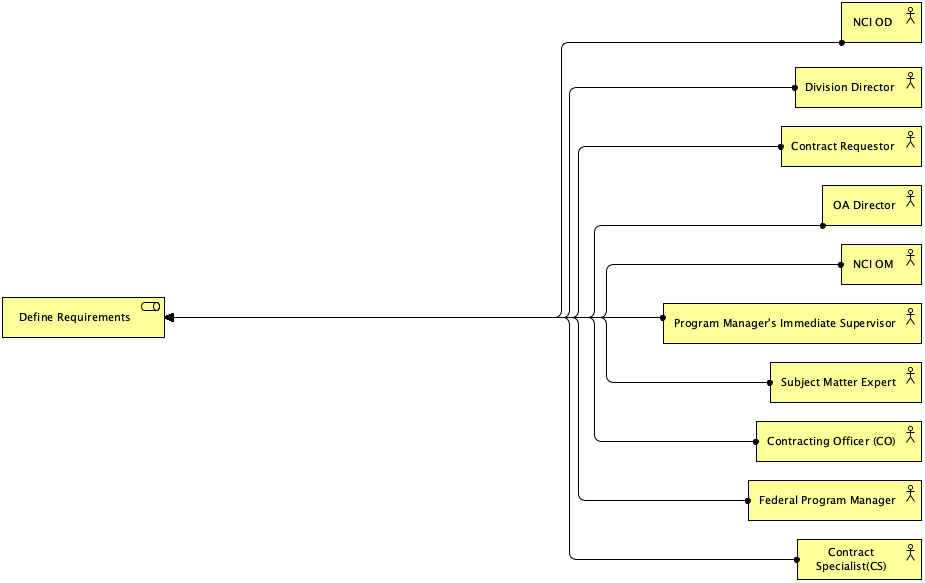 NCI OD
Division Director
Contract Requestor
OA Director
NCI OM
Define Requirements
Program Manager's Immediate Supervisor
Subject Matter Expert
Contracting Officer (CO)
Federal Program Manager
Contract
Specialist(CS)